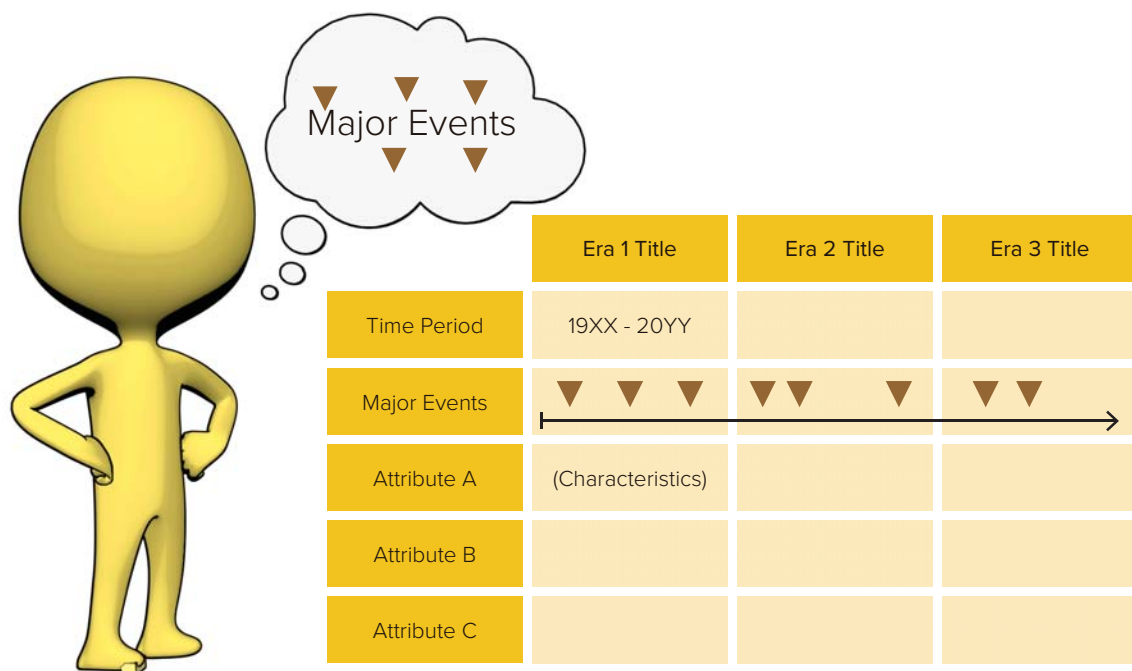 Major Events
Era 1 Title
Era 2 Title
Era 3 Title
Time Period
19XX - 20YY
Major Events
Attribute A
(Characteristics)
Attribute B
Attribute C